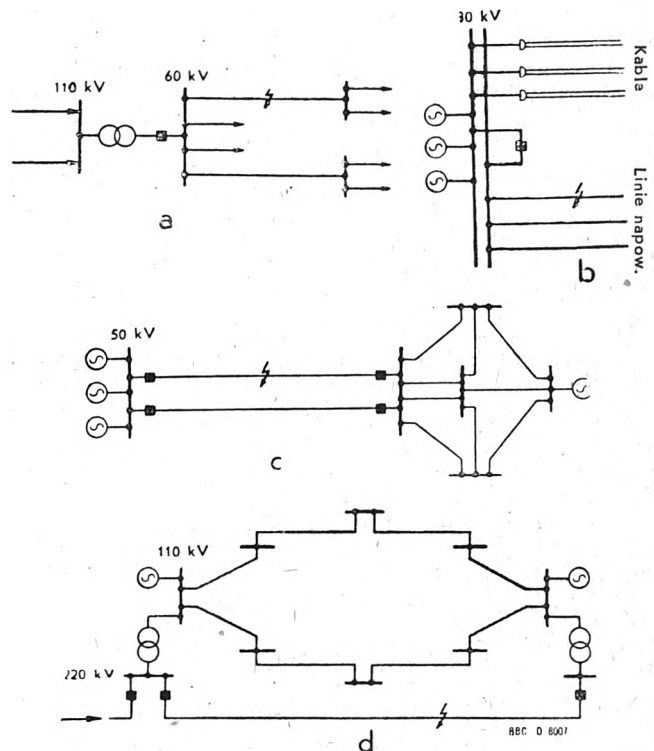 110 kV
60 kV
a
30 kV
Kable
Linie napow.
b
50 kV
c
110 kV
220 kV
d
BBC D 8007